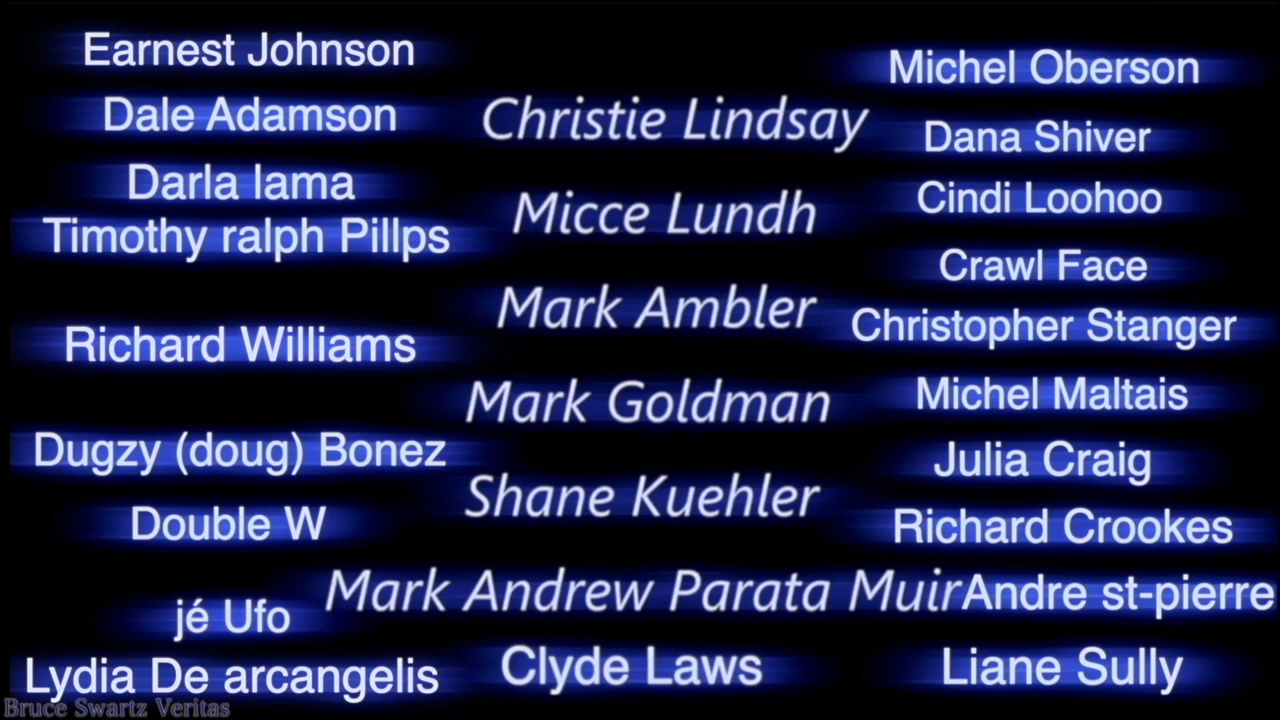 Earnest Johnson
Dale Adamson
Darla lama
Timothy ralph Pillps
Richard Williams
Dugzy (doug) Bonez
Double W
jé Ufo
Lydia De arcangelis
Christie Lindsay
Micce Lundh
Mark Ambler
Mark Goldman
Shane Kuehler
Mark Andrew Parata Muir
Clyde Laws
Michel Oberson
Dana Shiver
Cindi Loohoo
Crawl Face
Christopher Stanger
Michel Maltais
Julia Craig
Richard Crookes
Andre st-pierre
Liane Sully
Bruce Swartz Veritas